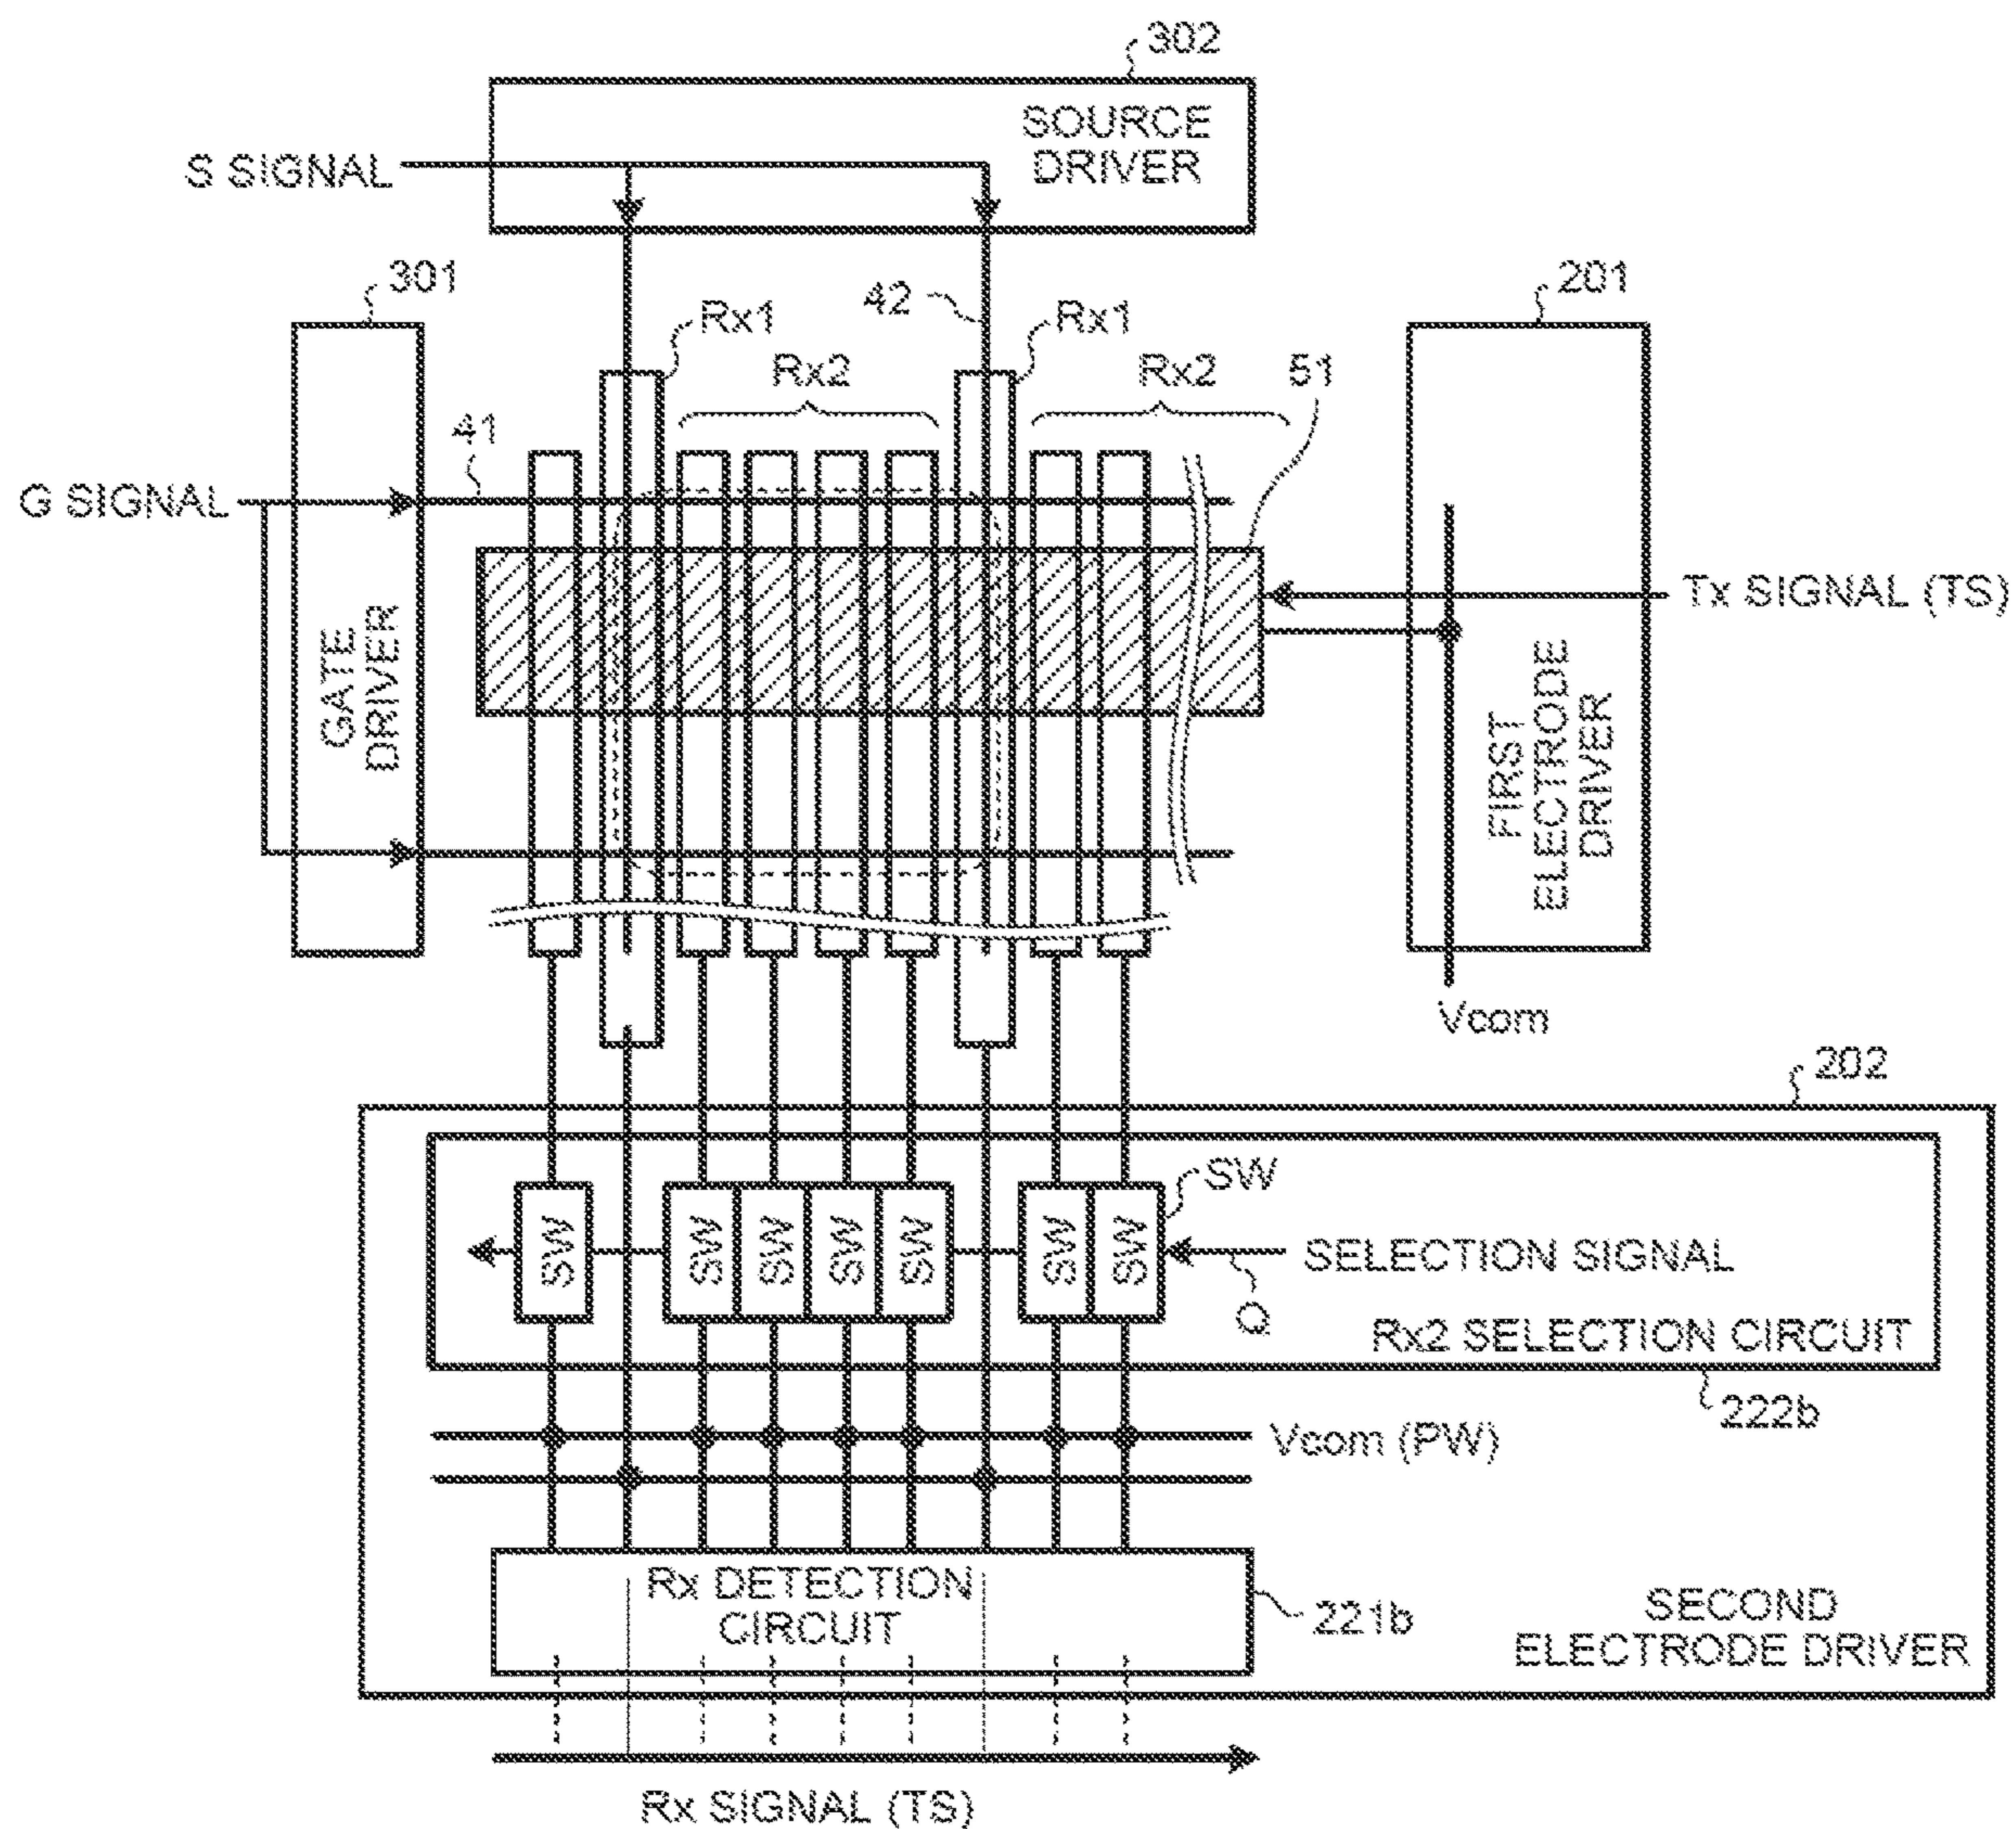 302
SOURCE
DRIVER
S SIGNAL
301
42
Rx1
Rx1
201
Rx2
Rx2
51
41
G SIGNAL
Tx SIGNAL (TS)
GATE
DRIVER
FIRST
ELECTRODE
DRIVER
Vcom
202
SW
SW
SW
SW
SW
SW
SW
SW
SELECTION SIGNAL
Q
Rx2 SELECTION CIRCUIT
222b
Vcom (PW)
Rx DETECTION
CIRCUIT
221b
SECOND
ELECTRODE DRIVER
Rx SIGNAL (TS)